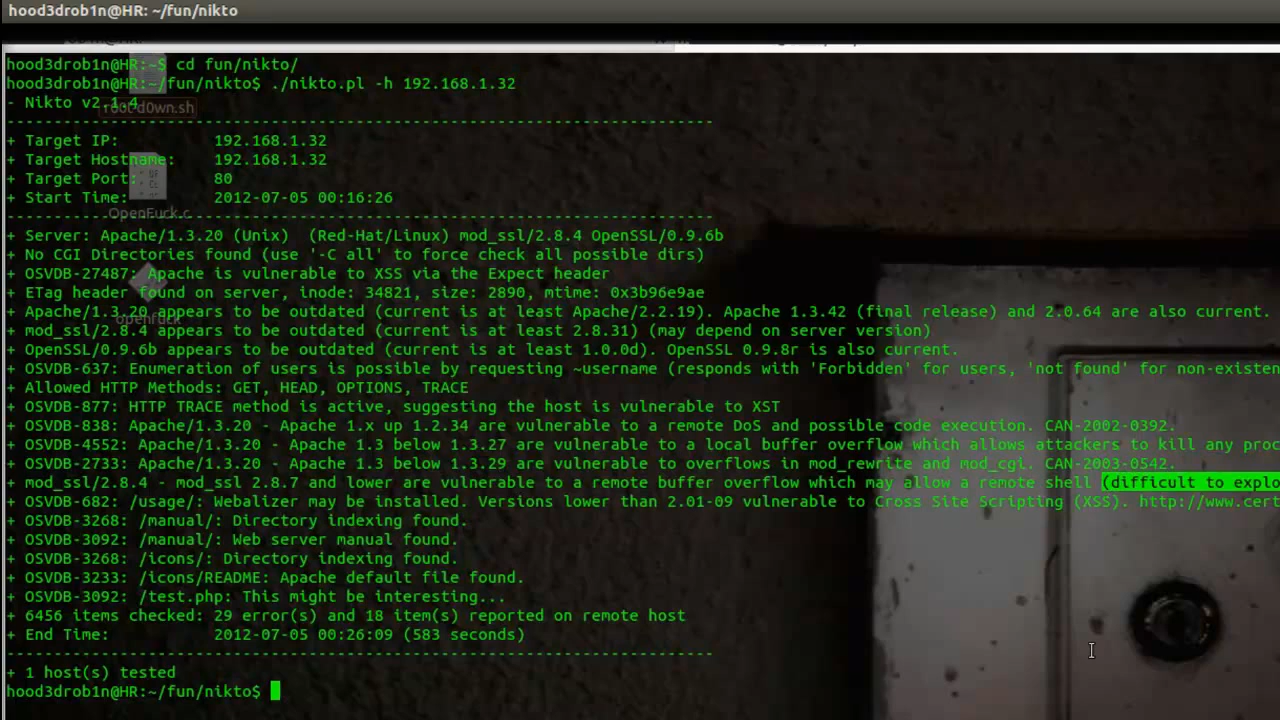 hood3drob1n@HR: ~/fun/nikto
hood3drob1n@HR:~$ cd fun/nikto/
hood3drob1n@HR:~/fun/nikto$ ./nikto.pl -h 192.168.1.32
- Nikto v2.1.4
root-d0wn.sh
---------------------------------------------------------------------------
+ Target IP:          192.168.1.32
+ Target Hostname:    192.168.1.32
+ Target Port:        80
+ Start Time:         2012-07-05 00:16:26
OpenFuck.c
---------------------------------------------------------------------------
+ Server: Apache/1.3.20 (Unix)  (Red-Hat/Linux) mod_ssl/2.8.4 OpenSSL/0.9.6b
+ No CGI Directories found (use '-C all' to force check all possible dirs)
+ OSVDB-27487: Apache is vulnerable to XSS via the Expect header
+ ETag header found on server, inode: 34821, size: 2890, mtime: 0x3b96e9ae
+ Apache/1.3.20 appears to be outdated (current is at least Apache/2.2.19). Apache 1.3.42 (final release) and 2.0.64 are also current.
openfuck
+ mod_ssl/2.8.4 appears to be outdated (current is at least 2.8.31) (may depend on server version)
+ OpenSSL/0.9.6b appears to be outdated (current is at least 1.0.0d). OpenSSL 0.9.8r is also current.
+ OSVDB-637: Enumeration of users is possible by requesting ~username (responds with 'Forbidden' for users, 'not found' for non-existen
+ Allowed HTTP Methods: GET, HEAD, OPTIONS, TRACE
+ OSVDB-877: HTTP TRACE method is active, suggesting the host is vulnerable to XST
+ OSVDB-838: Apache/1.3.20 - Apache 1.x up 1.2.34 are vulnerable to a remote DoS and possible code execution. CAN-2002-0392.
+ OSVDB-4552: Apache/1.3.20 - Apache 1.3 below 1.3.27 are vulnerable to a local buffer overflow which allows attackers to kill any proc
+ OSVDB-2733: Apache/1.3.20 - Apache 1.3 below 1.3.29 are vulnerable to overflows in mod_rewrite and mod_cgi. CAN-2003-0542.
+ mod_ssl/2.8.4 - mod_ssl 2.8.7 and lower are vulnerable to a remote buffer overflow which may allow a remote shell (difficult to explo
+ OSVDB-682: /usage/: Webalizer may be installed. Versions lower than 2.01-09 vulnerable to Cross Site Scripting (XSS). http://www.cert
+ OSVDB-3268: /manual/: Directory indexing found.
+ OSVDB-3092: /manual/: Web server manual found.
+ OSVDB-3268: /icons/: Directory indexing found.
+ OSVDB-3233: /icons/README: Apache default file found.
+ OSVDB-3092: /test.php: This might be interesting...
+ 6456 items checked: 29 error(s) and 18 item(s) reported on remote host
+ End Time:           2012-07-05 00:26:09 (583 seconds)
---------------------------------------------------------------------------
+ 1 host(s) tested
hood3drob1n@HR:~/fun/nikto$